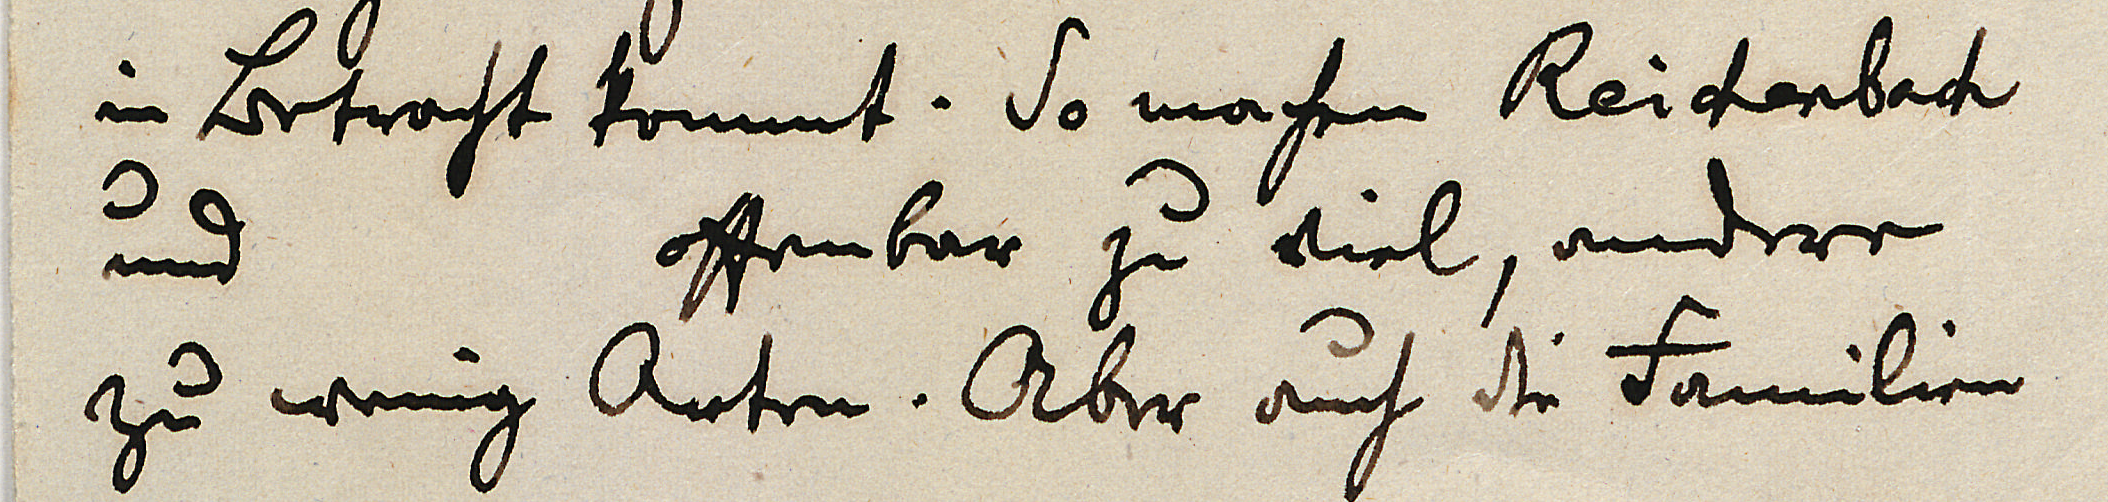 in Betracht kommt. So machen Reichenbach
und offenbar zu viel, andere
zu wenig Arten. Aber auch die Familien